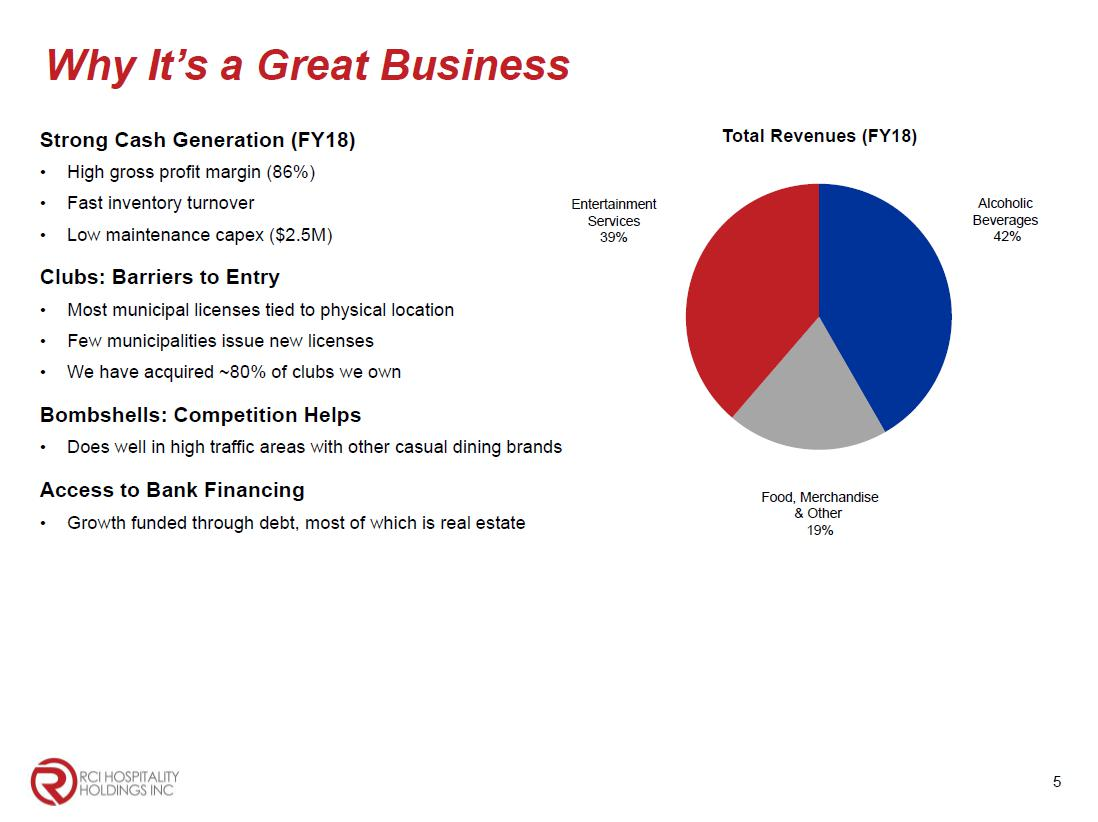 Why It’s a Great Business
Strong Cash Generation (FY18)
• High gross profit margin (86%)
• Fast inventory turnover
• Low maintenance capex ($2.5M)
Clubs: Barriers to Entry
• Most municipal licenses tied to physical location
• Few municipalities issue new licenses
• We have acquired ~80% of clubs we own
Bombshells: Competition Helps
• Does well in high traffic areas with other casual dining brands
Access to Bank Financing
• Growth funded through debt, most of which is real estate
Total Revenues (FY18)
Entertainment
Services
39%
Alcoholic
Beverages
42%
Food, Merchandise
& Other
19%
RCI HOSPITALITY
HOLDINGS INC
5